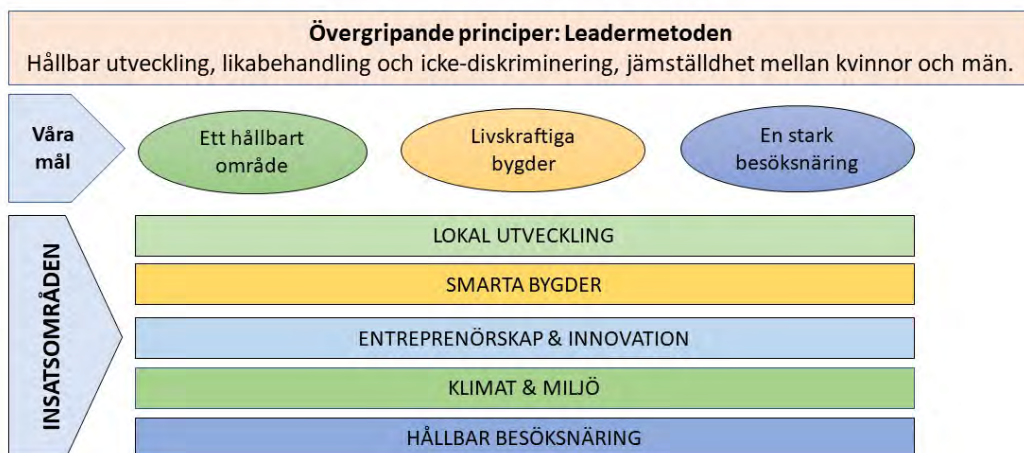 Övergripande principer: Leadermetoden
Hållbar utveckling, likabehandling och icke-diskriminering, jämställdhet mellan kvinnor och män.
Våra
mål
Ett hållbart
område
Livskraftiga
bygder
En stark
besöksnäring
INSATSOMRÅDEN
LOKAL UTVECKLING
SMARTA BYGDER
ENTREPRENÖRSKAP & INNOVATION
KLIMAT & MILJÖ
HÅLLBAR BESÖKSNÄRING